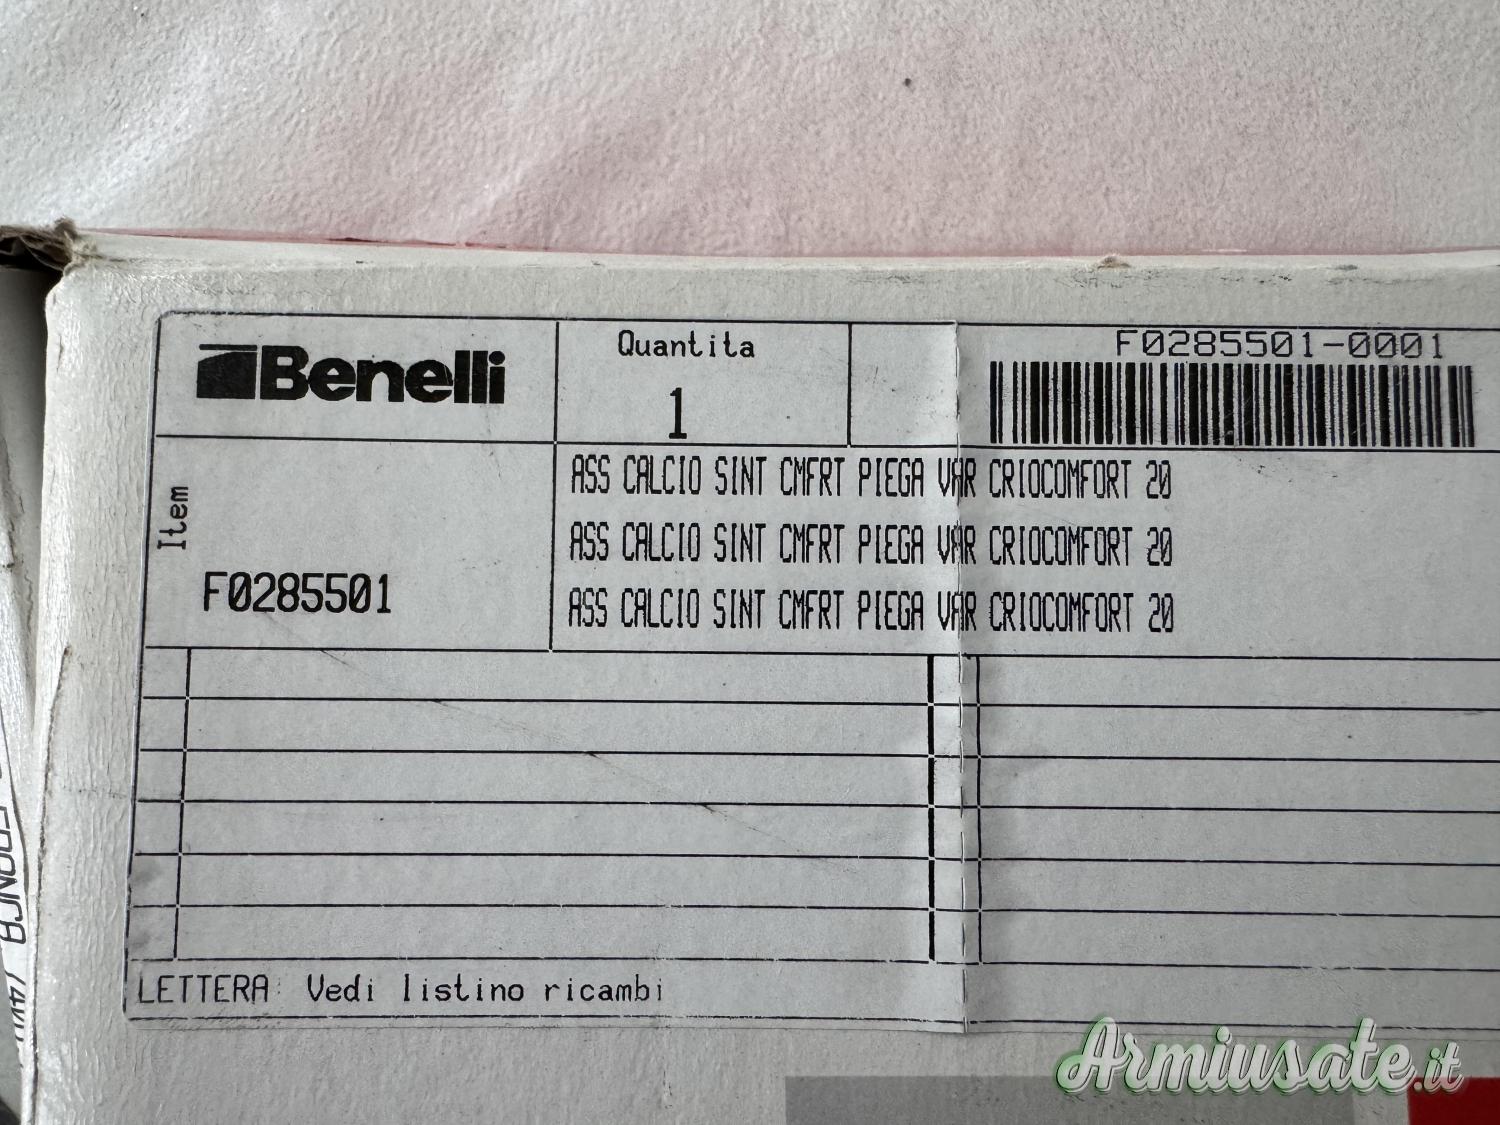 Benelli
Quantita
1
F0285501-0001
Item
F0285501
ASS CALCIO SINT CMFRT PIEGA VAR CRIOCOMFORT 20
ASS CALCIO SINT CMFRT PIEGA VAR CRIOCOMFORT 20
ASS CALCIO SINT CMFRT PIEGA VAR CRIOCOMFORT 20
LETTERA: Vedi listino ricambi
Armiusate.it